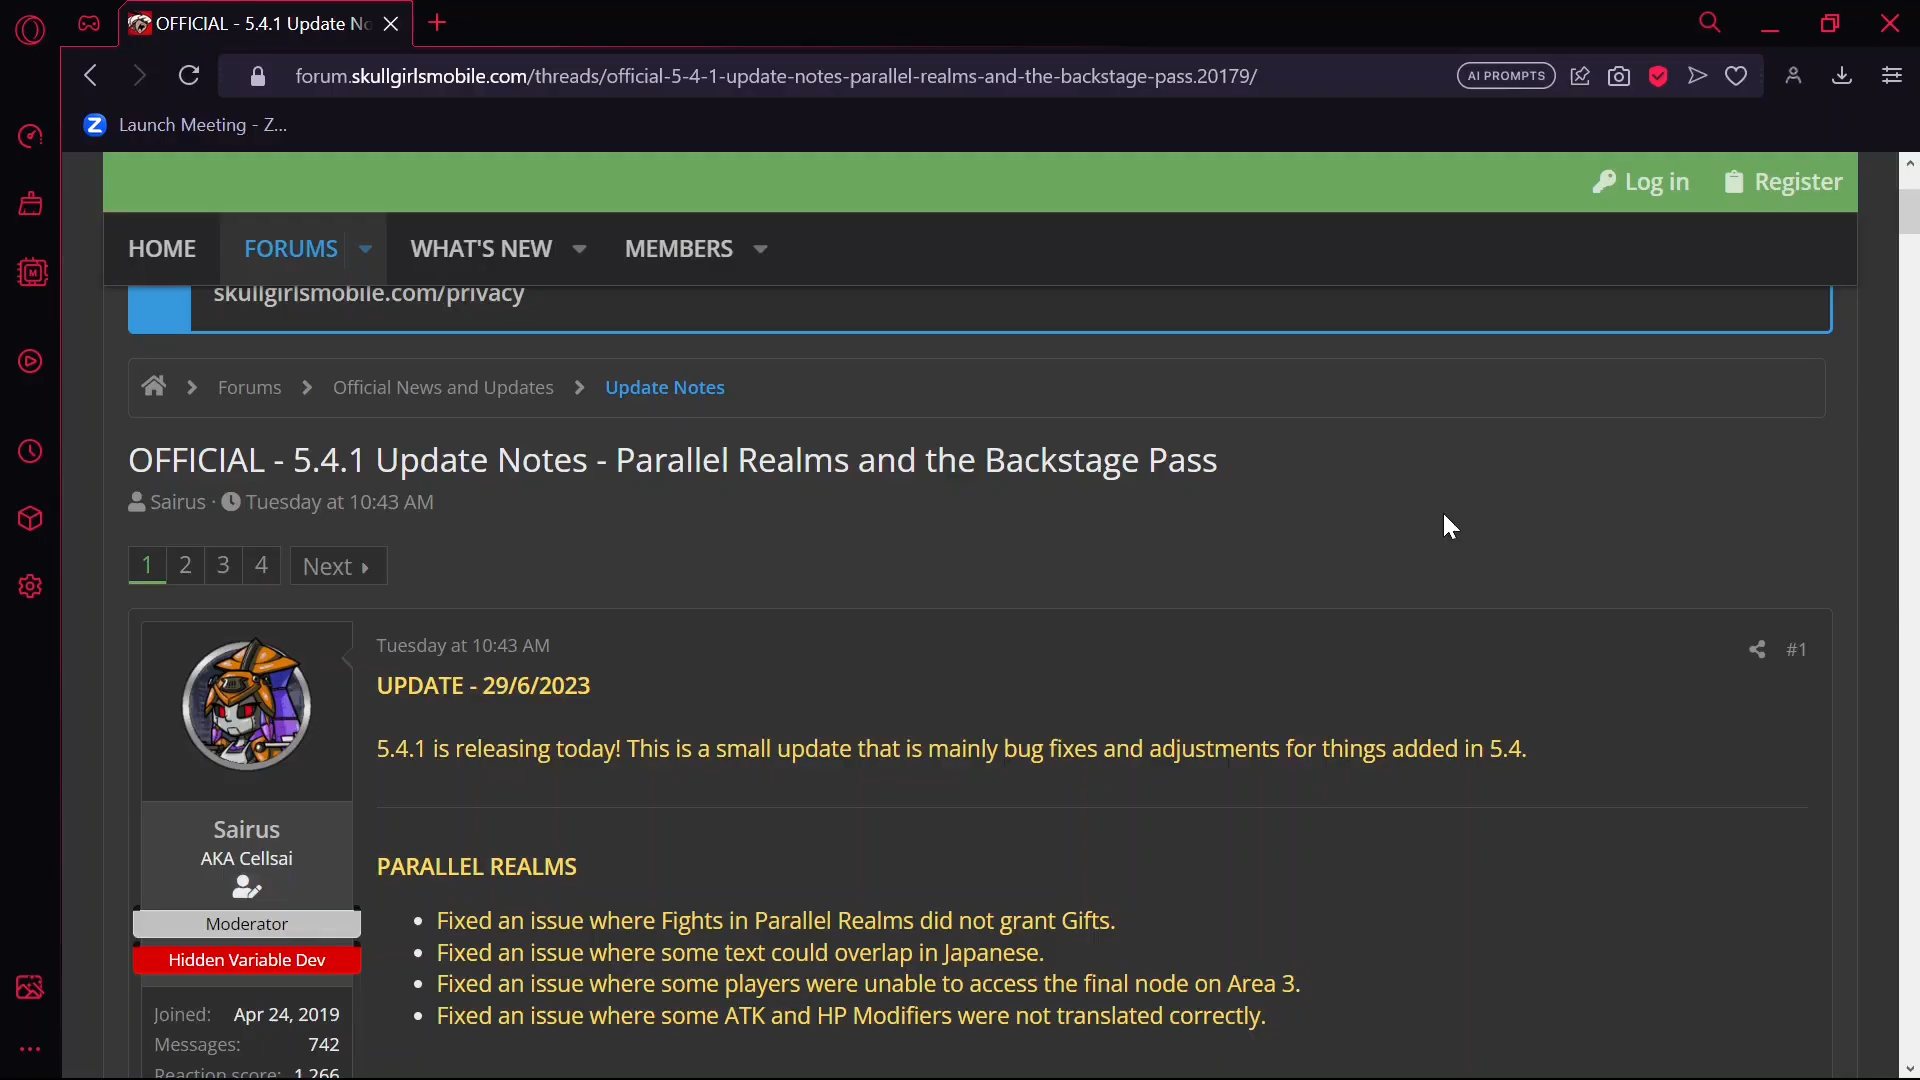 OFFICIAL - 5.4.1 Update No
forum.skullgirlsmobile.com/threads/official-5-4-1-update-notes-parallel-realms-and-the-backstage-pass.20179/
AI PROMPTS
Z
Launch Meeting - Z...
Log in
Register
HOME
FORUMS
WHAT'S NEW
MEMBERS
skullgirlsmobile.com/privacy
Forums
Official News and Updates
Update Notes
OFFICIAL - 5.4.1 Update Notes - Parallel Realms and the Backstage Pass
Sairus · Tuesday at 10:43 AM
1 2 3 4 Next
Tuesday at 10:43 AM
#1
UPDATE - 29/6/2023
5.4.1 is releasing today! This is a small update that is mainly bug fixes and adjustments for things added in 5.4.
Sairus
AKA Cellsai
Moderator
Hidden Variable Dev
Joined: Apr 24, 2019
Messages: 742
Reaction score: 1,266
PARALLEL REALMS
• Fixed an issue where Fights in Parallel Realms did not grant Gifts.
• Fixed an issue where some text could overlap in Japanese.
• Fixed an issue where some players were unable to access the final node on Area 3.
• Fixed an issue where some ATK and HP Modifiers were not translated correctly.